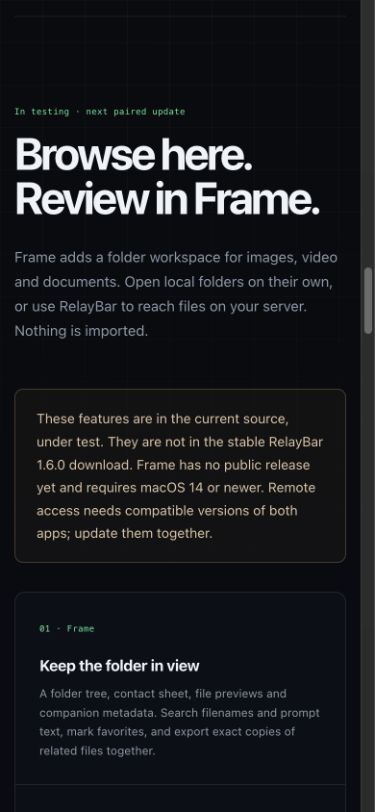 In testing · next paired update
Browse here.
Review in Frame.
Frame adds a folder workspace for images, video
and documents. Open local folders on their own,
or use RelayBar to reach files on your server.
Nothing is imported.
These features are in the current source,
under test. They are not in the stable RelayBar
1.6.0 download. Frame has no public release
yet and requires macOS 14 or newer. Remote
access needs compatible versions of both
apps; update them together.
01 · Frame
Keep the folder in view
A folder tree, contact sheet, file previews and
companion metadata. Search filenames and prompt
text, mark favorites, and export exact copies of
related files together.